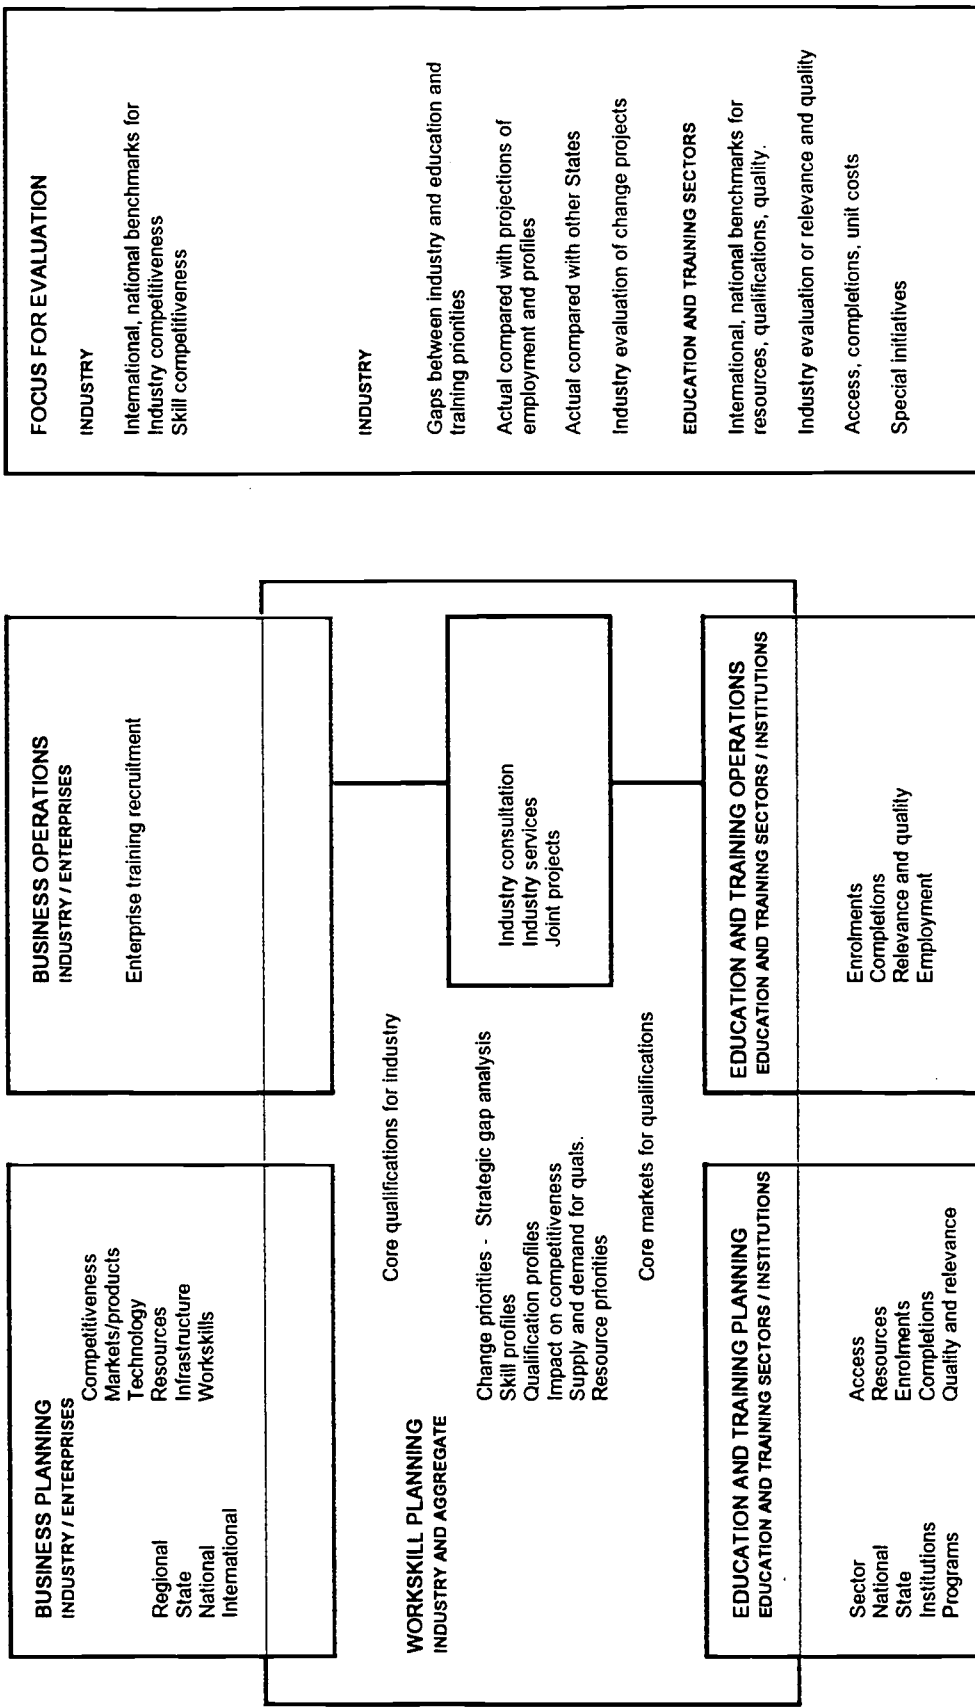 BUSINESS PLANNING
INDUSTRY / ENTERPRISES
Competitiveness
Markets/products
Technology
Resources
Infrastructure
Workskills
Regional
State
National
International
BUSINESS OPERATIONS
INDUSTRY / ENTERPRISES
Enterprise training recruitment
WORKSKILL PLANNING
INDUSTRY AND AGGREGATE
Core qualifications for industry
Change priorities - Strategic gap analysis
Skill profiles
Qualification profiles
Impact on competitiveness
Supply and demand for quals.
Resource priorities
Core markets for qualifications
Industry consultation
Industry services
Joint projects
EDUCATION AND TRAINING PLANNING
EDUCATION AND TRAINING SECTORS / INSTITUTIONS
Sector
National
State
Institutions
Programs
Access
Resources
Enrolments
Completions
Quality and relevance
EDUCATION AND TRAINING OPERATIONS
EDUCATION AND TRAINING SECTORS / INSTITUTIONS
Enrolments
Completions
Relevance and quality
Employment
FOCUS FOR EVALUATION
INDUSTRY
International, national benchmarks for
Industry competitiveness
Skill competitiveness
INDUSTRY
Gaps between industry and education and
training priorities
Actual compared with projections of
employment and profiles
Actual compared with other States
Industry evaluation of change projects
EDUCATION AND TRAINING SECTORS
International, national benchmarks for
resources, qualifications, quality.
Industry evaluation or relevance and quality
Access, completions, unit costs
Special initiatives